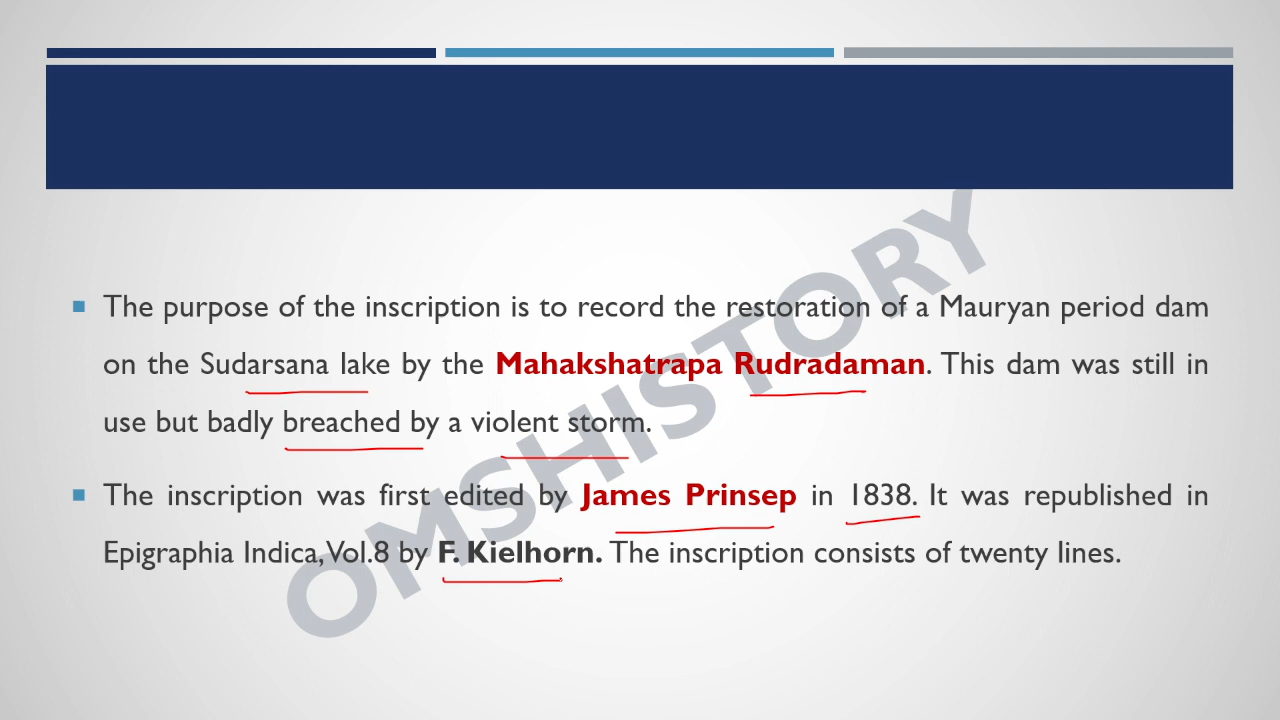 The purpose of the inscription is to record the restoration of a Mauryan period dam
on the Sudarsana lake by the Mahakshatrapa Rudradaman. This dam was still in
use but badly breached by a violent storm.
The inscription was first edited by James Prinsep in 1838. It was republished in
Epigraphia Indica, Vol.8 by F. Kielhorn. The inscription consists of twenty lines.
OMSHISTORY